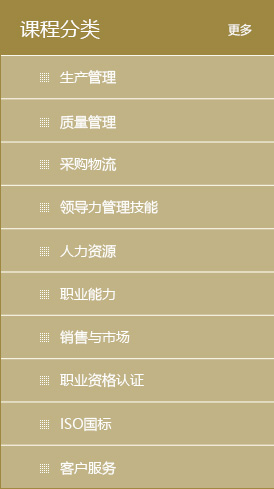 课程分类 更多
生产管理
质量管理
采购物流
领导力管理技能
人力资源
职业能力
销售与市场
职业资格认证
ISO国标
客户服务